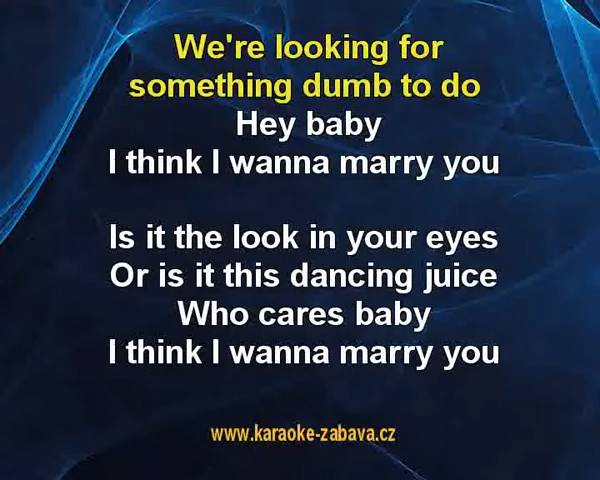 We're looking for
something dumb to do
Hey baby
I think I wanna marry you
Is it the look in your eyes
Or is it this dancing juice
Who cares baby
I think I wanna marry you
www.karaoke-zabava.cz